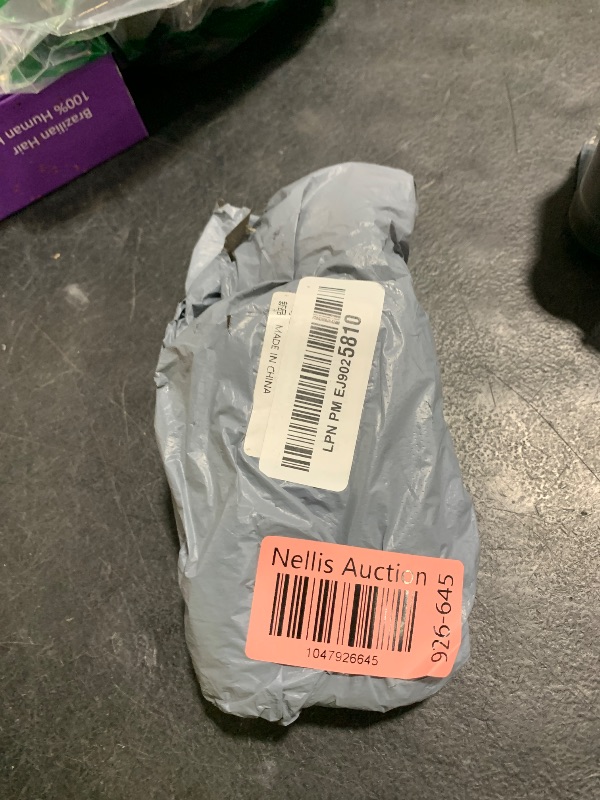 Brazilian Hair
100% Human
MADE IN CHINA
LPN PM EJ9025810
Nellis Auction
1047926645
926-645